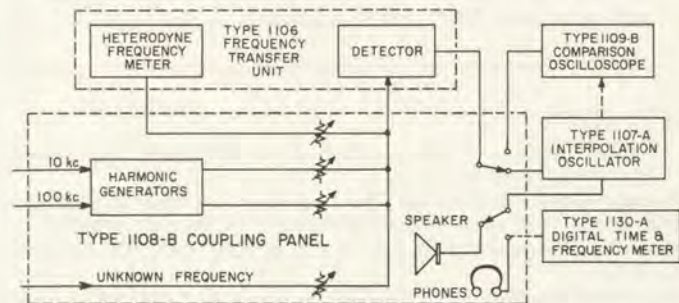 HETERODYNE
FREQUENCY
METER
TYPE 1106
FREQUENCY
TRANSFER
UNIT
DETECTOR
TYPE 1109-B
COMPARISON
OSCILLOSCOPE
TYPE 1107-A
INTERPOLATION
OSCILLATOR
10 kc
100 kc
HARMONIC
GENERATORS
TYPE 1108-B COUPLING PANEL
SPEAKER
TYPE 1130-A
DIGITAL TIME &
FREQUENCY METER
UNKNOWN FREQUENCY
PHONES